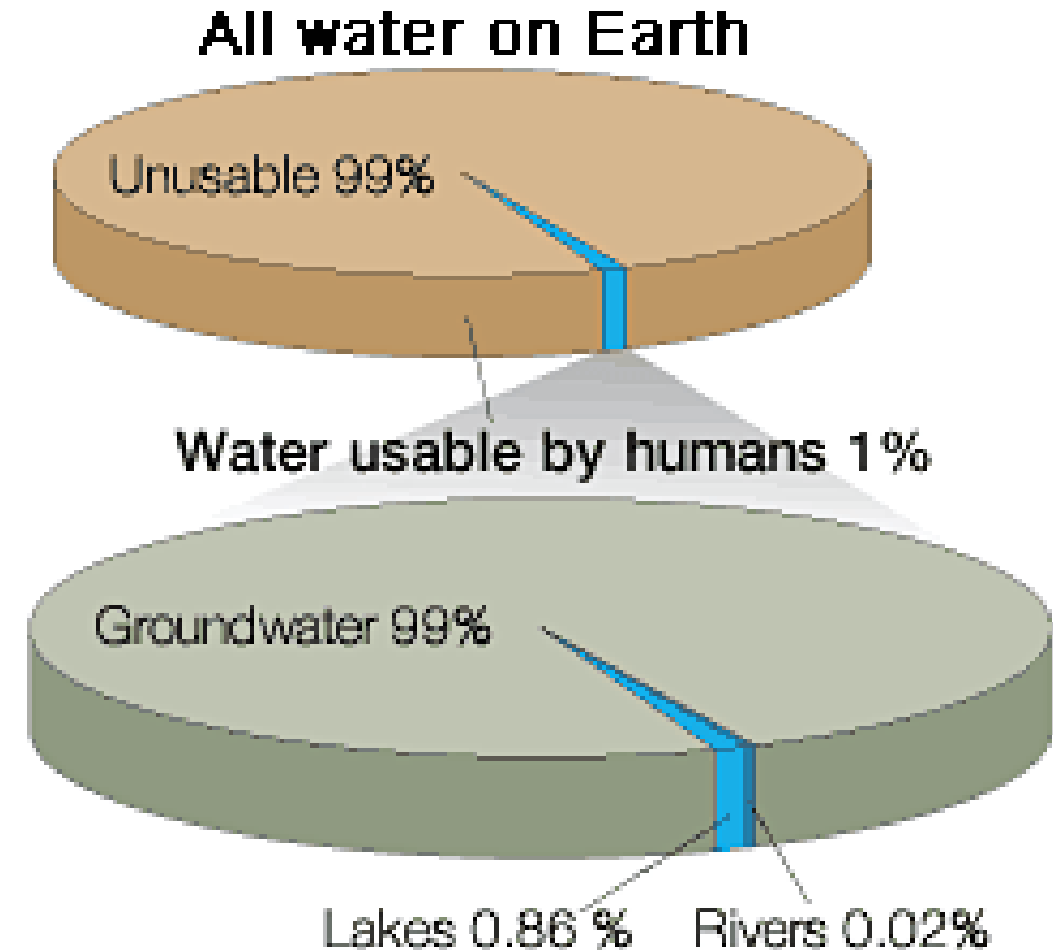 All water on Earth
Unusable 99%
Water usable by humans 1%
Groundwater 99%
Lakes 0.86 % Rivers 0.02%